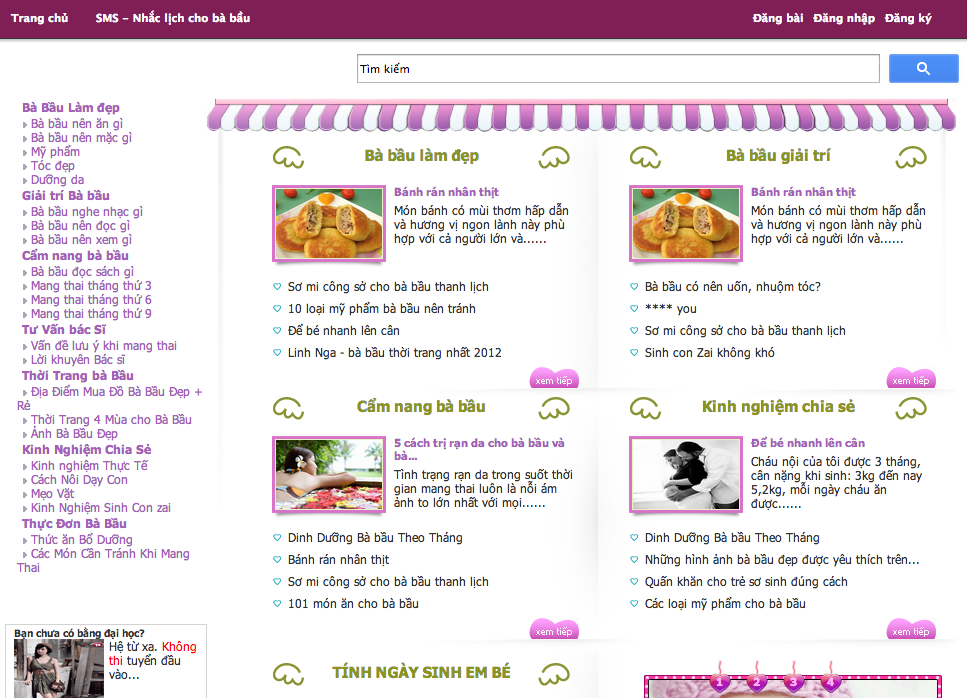 Trang chủ
SMS – Nhắc lịch cho bà bầu
Đăng bài Đăng nhập Đăng ký
Tìm kiếm
Bà Bầu Làm đẹp
Bà bầu nên ăn gì
Bà bầu nên mặc gì
Mỹ phẩm
Tóc đẹp
Dưỡng da
Giải trí Bà bầu
Bà bầu nghe nhạc gì
Bà bầu nên đọc gì
Bà bầu nên xem gì
Cẩm nang bà bầu
Bà bầu đọc sách gì
Mang thai tháng thứ 3
Mang thai tháng thứ 6
Mang thai tháng thứ 9
Tư Vấn bác Sĩ
Vấn đề lưu ý khi mang thai
Lời khuyên Bác sĩ
Thời Trang bà Bầu
Địa Điểm Mua Đồ Bà Bầu Đẹp +
Rẻ
Thời Trang 4 Mùa cho Bà Bầu
Ảnh Bà Bầu Đẹp
Kinh Nghiệm Chia Sẻ
Kinh nghiệm Thực Tế
Cách Nôi Dạy Con
Mẹo Vặt
Kinh Nghiệm Sinh Con zai
Thực Đơn Bà Bầu
Thức ăn Bổ Dưỡng
Các Món Cần Tránh Khi Mang
Thai
Bạn chưa có bằng đại học?
Hệ từ xa. Không
thi tuyển đầu
vào...
Bà bầu làm đẹp
Bánh rán nhân thịt
Món bánh có mùi thơm hấp dẫn
và hương vị ngon lành này phù
hợp với cả người lớn và......
Sơ mi công sở cho bà bầu thanh lịch
10 loại mỹ phẩm bà bầu nên tránh
Để bé nhanh lên cân
Linh Nga - bà bầu thời trang nhất 2012
xem tiếp
Bà bầu giải trí
Bánh rán nhân thịt
Món bánh có mùi thơm hấp dẫn
và hương vị ngon lành này phù
hợp với cả người lớn và......
Bà bầu có nên uốn, nhuộm tóc?
**** you
Sơ mi công sở cho bà bầu thanh lịch
Sinh con Zai không khó
xem tiếp
Cẩm nang bà bầu
5 cách trị rạn da cho bà bầu và
bà...
Tình trạng rạn da trong suốt thời
gian mang thai luôn là nỗi ám
ảnh to lớn nhất với mọi......
Dinh Dưỡng Bà bầu Theo Tháng
Bánh rán nhân thịt
Sơ mi công sở cho bà bầu thanh lịch
101 món ăn cho bà bầu
xem tiếp
Kinh nghiệm chia sẻ
Để bé nhanh lên cân
Cháu nội của tôi được 3 tháng,
cân nặng khi sinh: 3kg đến nay
5,2kg, mỗi ngày cháu ăn
được......
Dinh Dưỡng Bà bầu Theo Tháng
Những hình ảnh bà bầu đẹp được yêu thích trên...
Quấn khăn cho trẻ sơ sinh đúng cách
Các loại mỹ phẩm cho bà bầu
xem tiếp
TÍNH NGÀY SINH EM BÉ
1 2 3 4